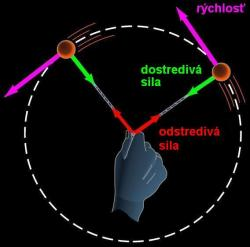 rýchlosť
dostredivá
sila
odstredivá
sila